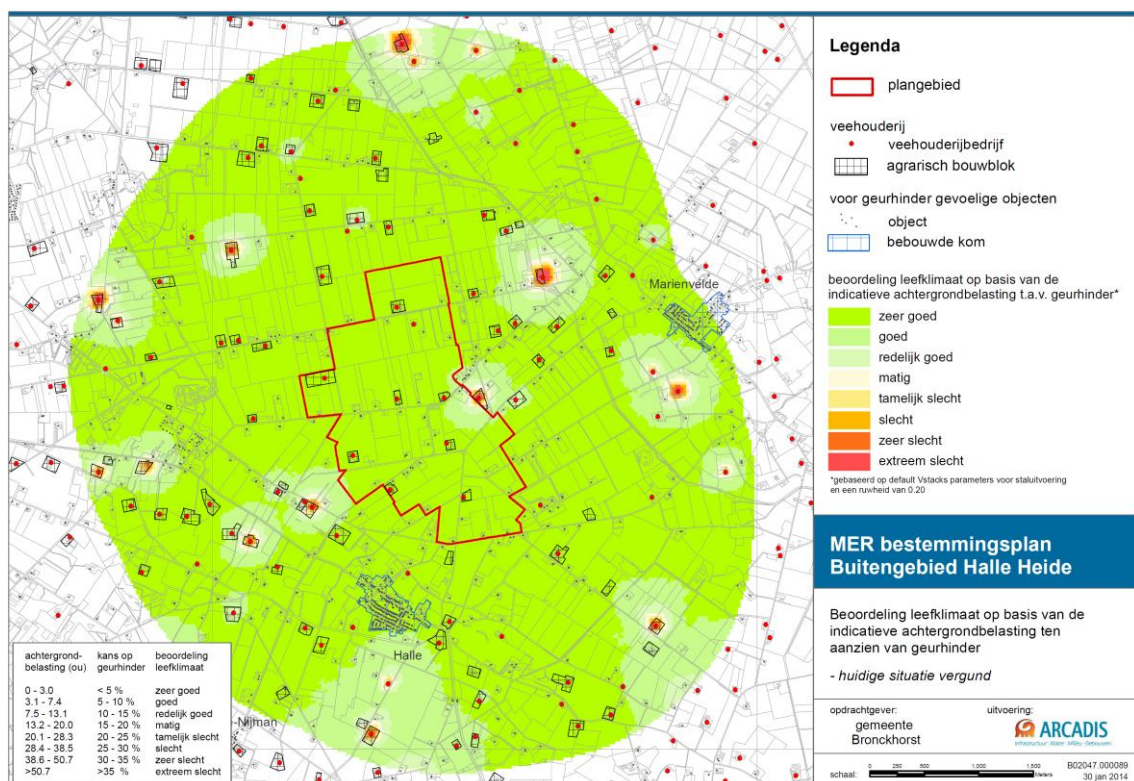 Marienvelde
Halle
-Nijman
achtergrond- kans op beoordeling
belasting (ou) geurhinder leefklimaat
0 - 3.0 < 5 % zeer goed
3.1 - 7.4 5 - 10 % goed
7.5 - 13.1 10 - 15 % redelijk goed
13.2 - 20.0 15 - 20 % matig
20.1 - 28.3 20 - 25 % tamelijk slecht
28.4 - 38.5 25 - 30 % slecht
38.6 - 50.7 30 - 35 % zeer slecht
>50.7 >35 % extreem slecht
Legenda
plangebied
veehouderij
veehouderijbedrijf
agrarisch bouwblok
voor geurhinder gevoelige objecten
object
bebouwde kom
beoordeling leefklimaat op basis van de
indicatieve achtergrondbelasting t.a.v. geurhinder*
zeer goed
goed
redelijk goed
matig
tamelijk slecht
slecht
zeer slecht
extreem slecht
*gebaseerd op default Vstacks parameters voor staluitvoering
en een ruwheid van 0.20
MER bestemmingsplan
Buitengebied Halle Heide
Beoordeling leefklimaat op basis van de
indicatieve achtergrondbelasting ten
aanzien van geurhinder
- huidige situatie vergund
opdrachtgever: uitvoering:
gemeente
Bronckhorst
ARCADIS
Infrastructuur·Water·Milieu·Gebouwen
schaal: 0 250 500 1,000 1,500 Meters
B02047.000089
30 jan 2014